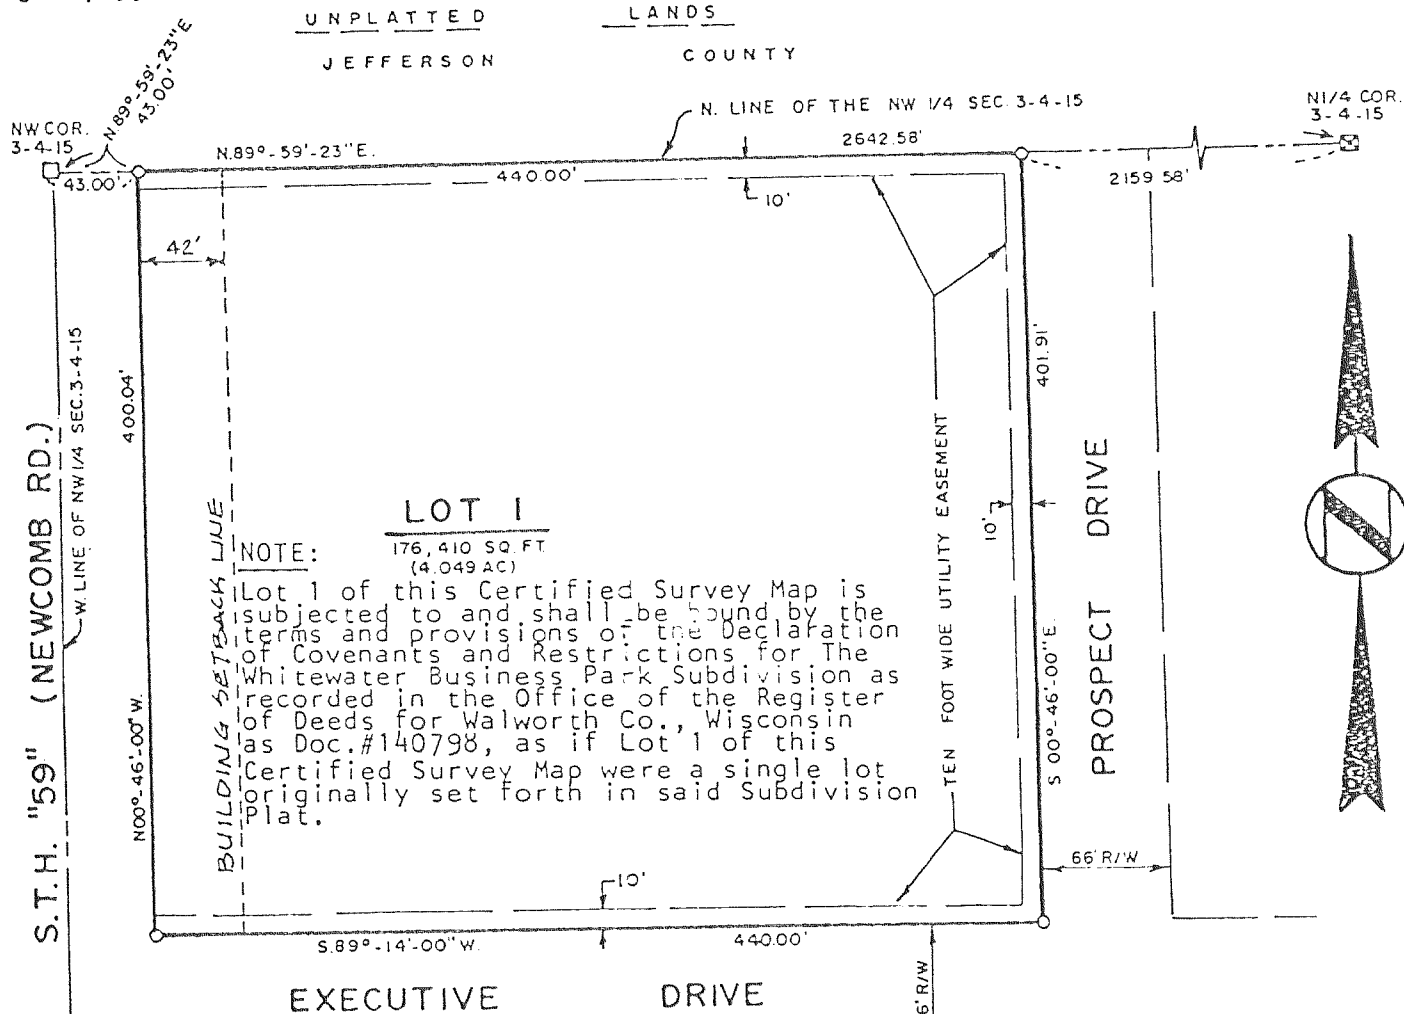 UNPLATTED LANDS
JEFFERSON COUNTY
N.89°-59'-23"E
43.00'
N. LINE OF THE NW 1/4 SEC. 3-4-15
NW COR.
3-4-15
N1/4 COR.
3-4-15
N.89°-59'-23"E.
2642.58'
43.00'
440.00'
10'
2159.58'
42'
W. LINE OF NW1/4 SEC.3-4-15
400.04'
401.91'
S.T.H. "59" (NEWCOMB RD.)
N00°-46'-00"W.
BUILDING SETBACK LINE
LOT 1
176,410 SQ. FT.
(4.049 AC)
NOTE:
Lot 1 of this Certified Survey Map is
subjected to and shall be bound by the
terms and provisions of the Declaration
of Covenants and Restrictions for The
Whitewater Business Park Subdivision as
recorded in the Office of the Register
of Deeds for Walworth Co., Wisconsin
as Doc.#140798, as if Lot 1 of this
Certified Survey Map were a single lot
originally set forth in said Subdivision
Plat.
TEN FOOT WIDE UTILITY EASEMENT
10'
S 00°-46'-00"E.
PROSPECT DRIVE
N
66' R/W
10'
S.89°-14'-00"W.
440.00'
6' R/W
EXECUTIVE DRIVE